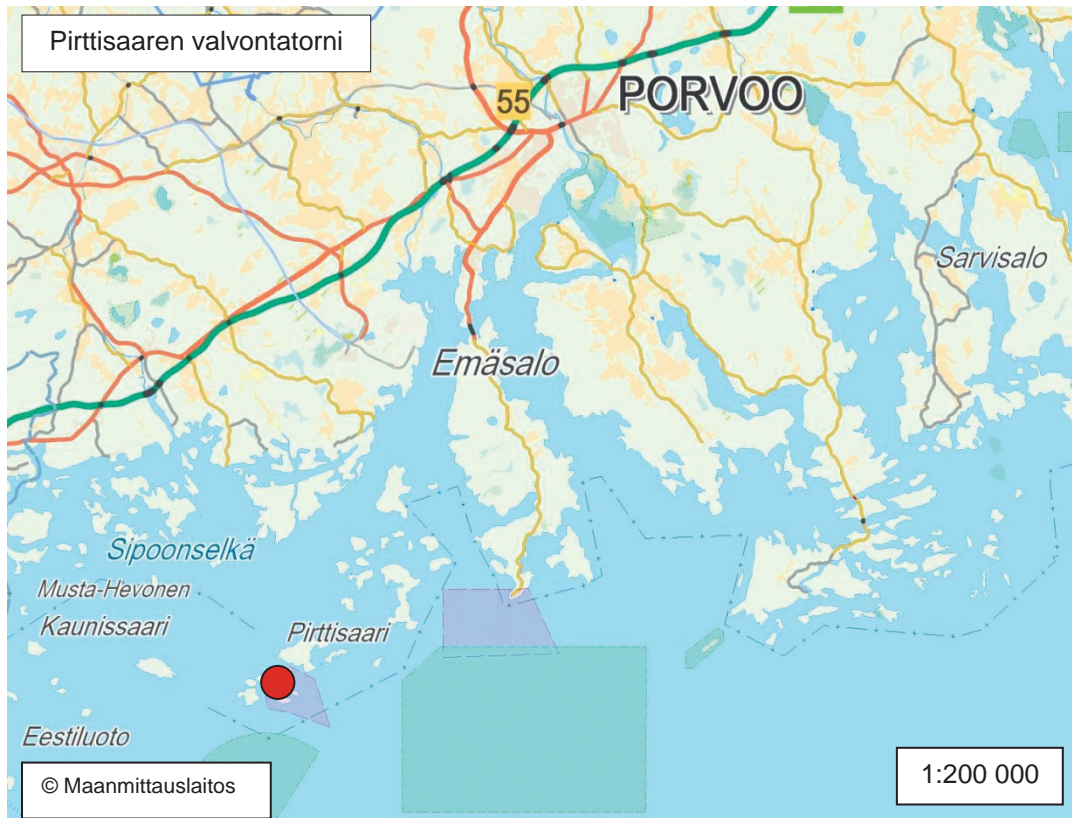 Pirttisaaren valvontatorni
55
PORVOO
Sarvisalo
Emäsalo
Sipoonselkä
Musta-Hevonen
Kaunissaari
Pirttisaari
Eestiluoto
© Maanmittauslaitos
1:200 000